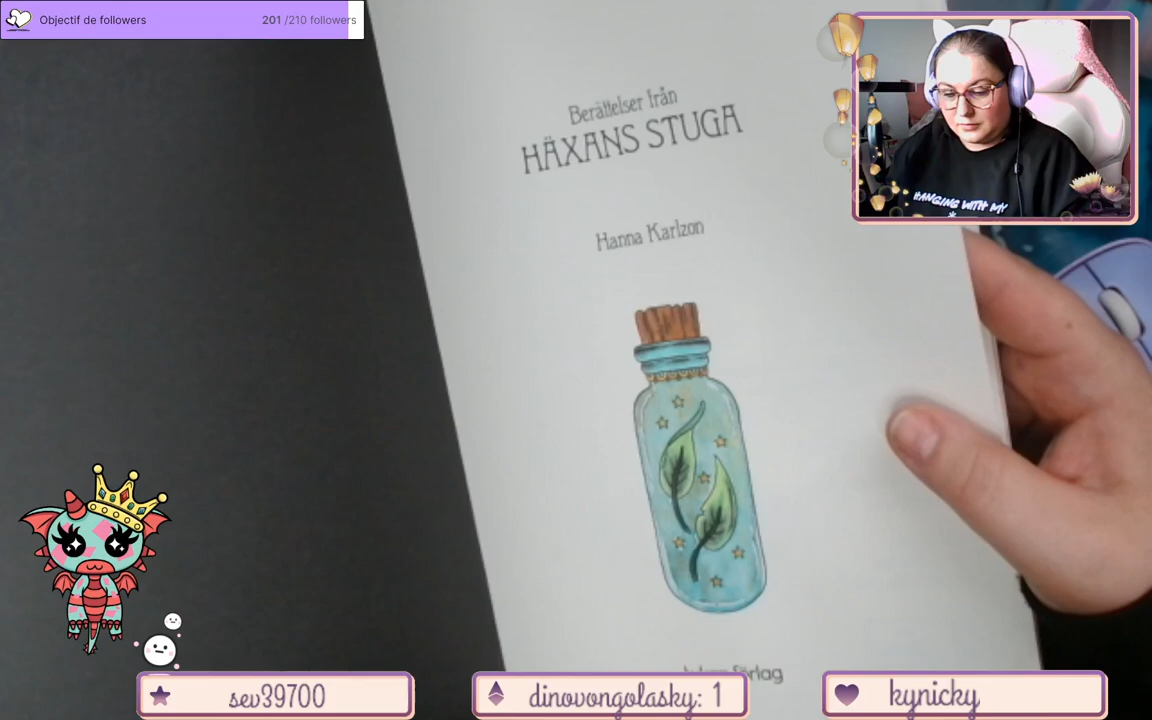 Objectif de followers
201 /210 followers
Berättelser från
HÄXANS STUGA
Hanna Karlzon
HANGING WITH MY
sev39700
dinovongolasky: 1
kynicky